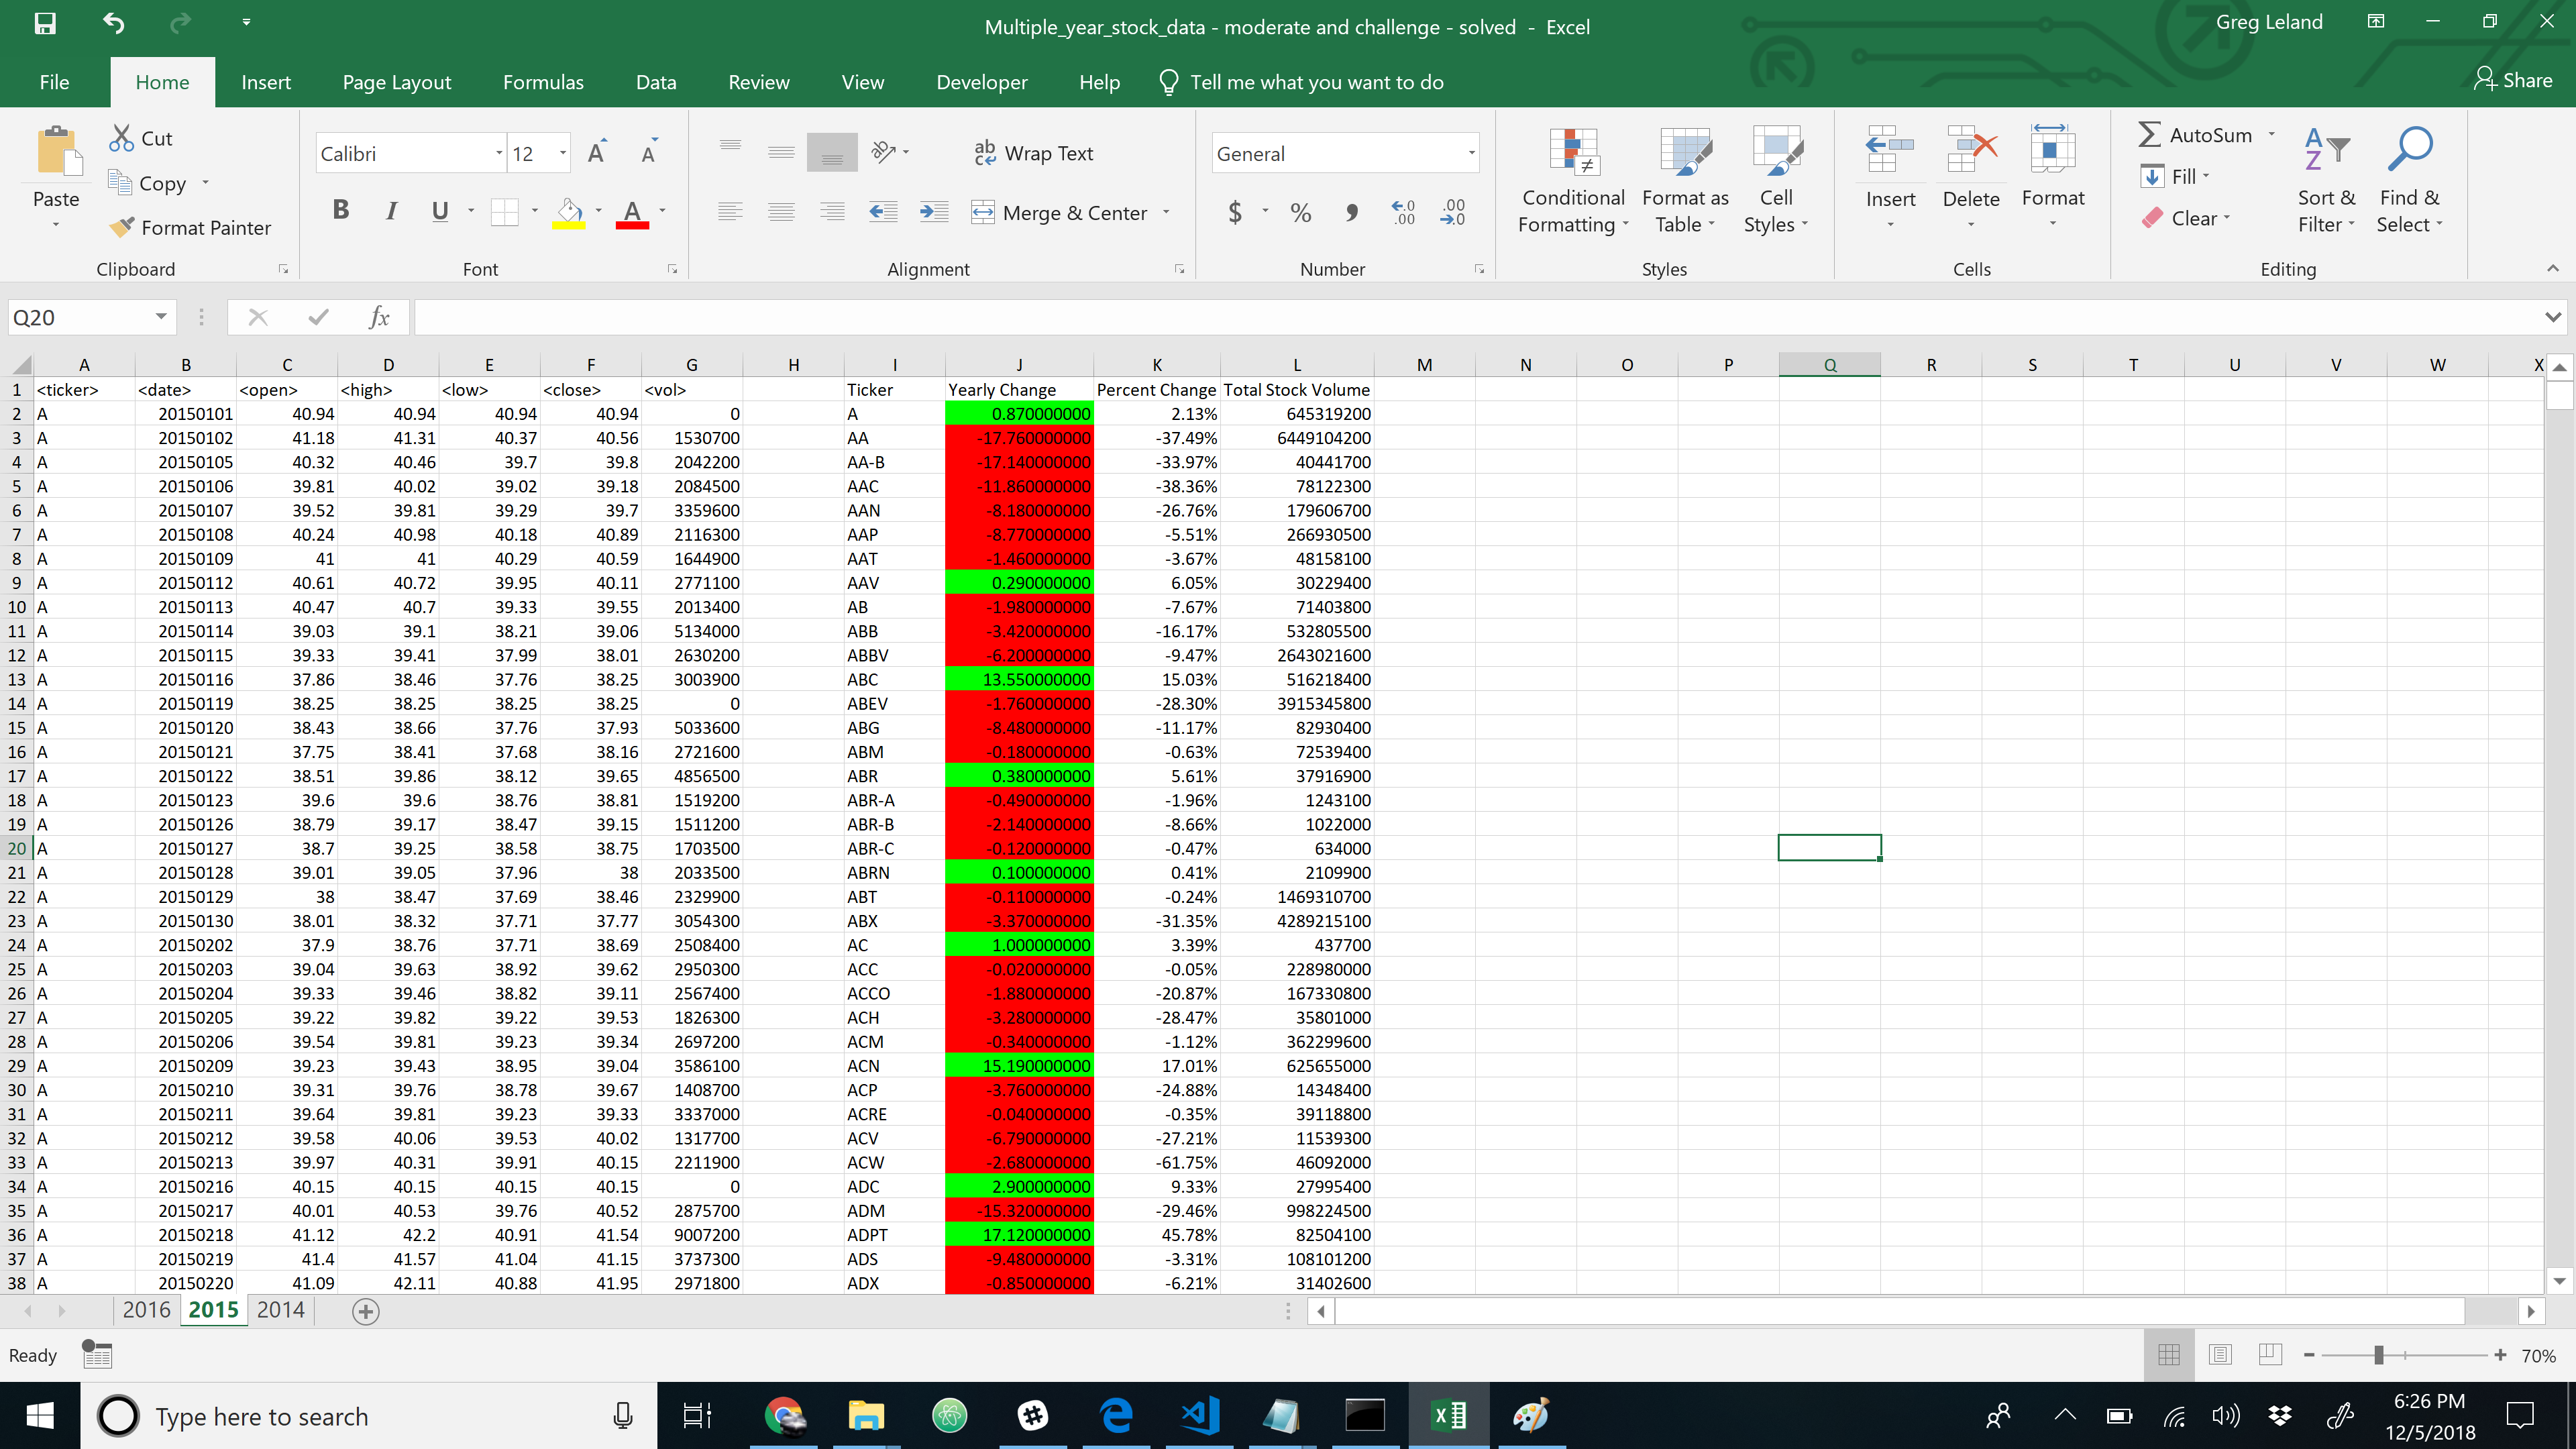 Multiple_year_stock_data - moderate and challenge - solved - Excel
Greg Leland
File Home Insert Page Layout Formulas Data Review View Developer Help Tell me what you want to do Share
Cut
Copy
Format Painter
Paste
Clipboard
Calibri 12
B I U
Font
Wrap Text
Merge & Center
Alignment
General
$ % , .00 .00
Number
Conditional Formatting
Format as Table
Cell Styles
Styles
Insert Delete Format
Cells
AutoSum
Fill
Clear
Sort & Filter
Find & Select
Editing
Q20 fx
A B C D E F G H I J K L M N O P Q R S T U V W X
1 <ticker> <date> <open> <high> <low> <close> <vol> Ticker Yearly Change Percent Change Total Stock Volume
2 A 20150101 40.94 40.94 40.94 40.94 0 A 0.870000000 2.13% 645319200
3 A 20150102 41.18 41.31 40.37 40.56 1530700 AA -17.760000000 -37.49% 6449104200
4 A 20150105 40.32 40.46 39.7 39.8 2042200 AA-B -17.140000000 -33.97% 40441700
5 A 20150106 39.81 40.02 39.02 39.18 2084500 AAC -11.860000000 -38.36% 78122300
6 A 20150107 39.52 39.81 39.29 39.7 3359600 AAN -8.180000000 -26.76% 179606700
7 A 20150108 40.24 40.98 40.18 40.89 2116300 AAP -8.770000000 -5.51% 266930500
8 A 20150109 41 41 40.29 40.59 1644900 AAT -1.460000000 -3.67% 48158100
9 A 20150112 40.61 40.72 39.95 40.11 2771100 AAV 0.290000000 6.05% 30229400
10 A 20150113 40.47 40.7 39.33 39.55 2013400 AB -1.980000000 -7.67% 71403800
11 A 20150114 39.03 39.1 38.21 39.06 5134000 ABB -3.420000000 -16.17% 532805500
12 A 20150115 39.33 39.41 37.99 38.01 2630200 ABBV -6.200000000 -9.47% 2643021600
13 A 20150116 37.86 38.46 37.76 38.25 3003900 ABC 13.550000000 15.03% 516218400
14 A 20150119 38.25 38.25 38.25 38.25 0 ABEV -1.760000000 -28.30% 3915345800
15 A 20150120 38.43 38.66 37.76 37.93 5033600 ABG -8.480000000 -11.17% 82930400
16 A 20150121 37.75 38.41 37.68 38.16 2721600 ABM -0.180000000 -0.63% 72539400
17 A 20150122 38.51 39.86 38.12 39.65 4856500 ABR 0.380000000 5.61% 37916900
18 A 20150123 39.6 39.6 38.76 38.81 1519200 ABR-A -0.490000000 -1.96% 1243100
19 A 20150126 38.79 39.17 38.47 39.15 1511200 ABR-B -2.140000000 -8.66% 1022000
20 A 20150127 38.7 39.25 38.58 38.75 1703500 ABR-C -0.120000000 -0.47% 634000
21 A 20150128 39.01 39.05 37.96 38 2033500 ABRN 0.100000000 0.41% 2109900
22 A 20150129 38 38.47 37.69 38.46 2329900 ABT -0.110000000 -0.24% 1469310700
23 A 20150130 38.01 38.32 37.71 37.77 3054300 ABX -3.370000000 -31.35% 4289215100
24 A 20150202 37.9 38.76 37.71 38.69 2508400 AC 1.000000000 3.39% 437700
25 A 20150203 39.04 39.63 38.92 39.62 2950300 ACC -0.020000000 -0.05% 228980000
26 A 20150204 39.33 39.46 38.82 39.11 2567400 ACCO -1.880000000 -20.87% 167330800
27 A 20150205 39.22 39.82 39.22 39.53 1826300 ACH -3.280000000 -28.47% 35801000
28 A 20150206 39.54 39.81 39.23 39.34 2697200 ACM -0.340000000 -1.12% 362299600
29 A 20150209 39.23 39.43 38.95 39.04 3586100 ACN 15.190000000 17.01% 625655000
30 A 20150210 39.31 39.76 38.78 39.67 1408700 ACP -3.760000000 -24.88% 14348400
31 A 20150211 39.64 39.81 39.23 39.33 3337000 ACRE -0.040000000 -0.35% 39118800
32 A 20150212 39.58 40.06 39.53 40.02 1317700 ACV -6.790000000 -27.21% 11539300
33 A 20150213 39.97 40.31 39.91 40.15 2211900 ACW -2.680000000 -61.75% 46092000
34 A 20150216 40.15 40.15 40.15 40.15 0 ADC 2.900000000 9.33% 27995400
35 A 20150217 40.01 40.53 39.76 40.52 2875700 ADM -15.320000000 -29.46% 998224500
36 A 20150218 41.12 42.2 40.91 41.54 9007200 ADPT 17.120000000 45.78% 82504100
37 A 20150219 41.4 41.57 41.04 41.15 3737300 ADS -9.480000000 -3.31% 108101200
38 A 20150220 41.09 42.11 40.88 41.95 2971800 ADX -0.850000000 -6.21% 31402600
2016 2015 2014
Ready 70%
Type here to search
6:26 PM
12/5/2018